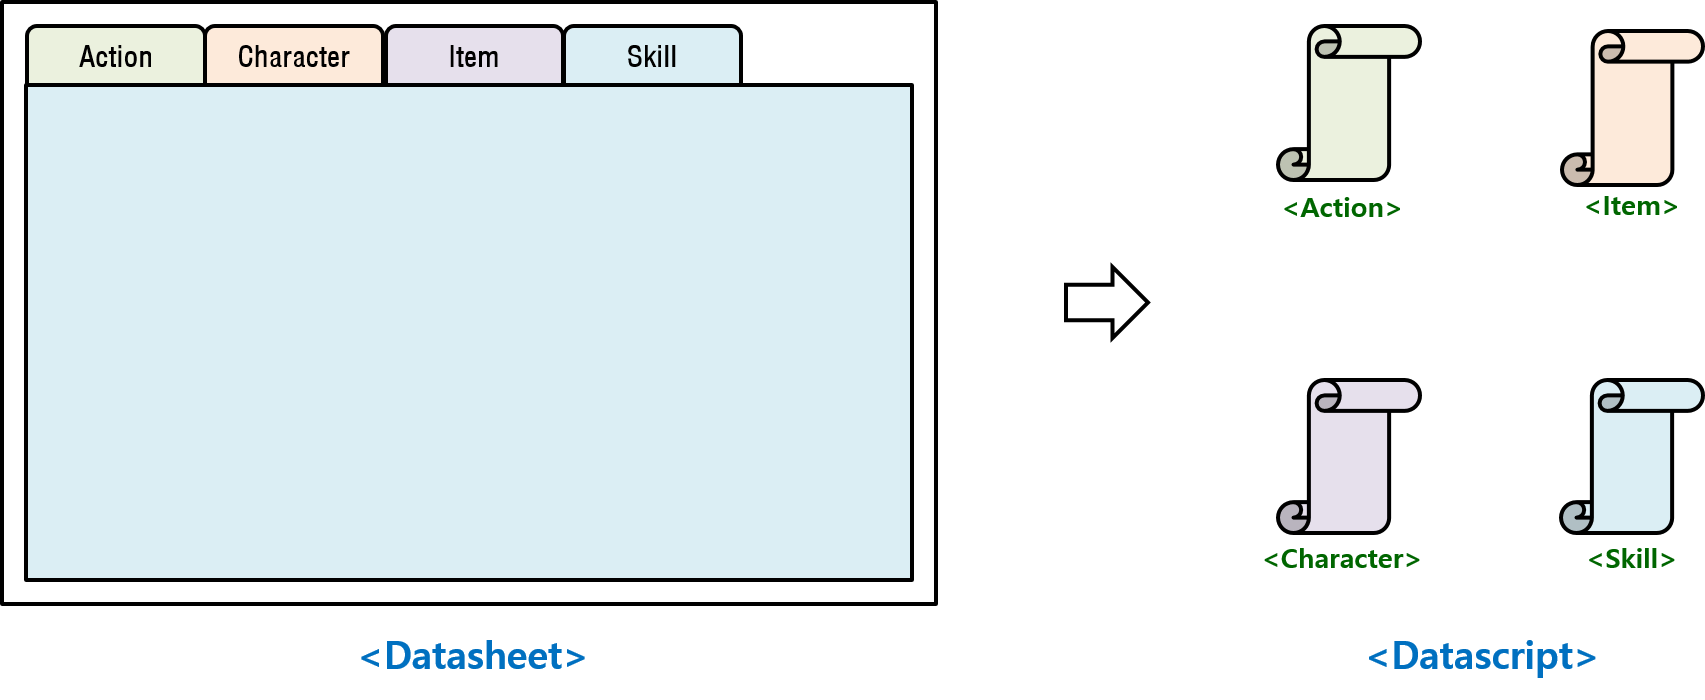 Action
Character
Item
Skill
<Action>
<Item>
<Character>
<Skill>
<Datasheet>
<Datascript>